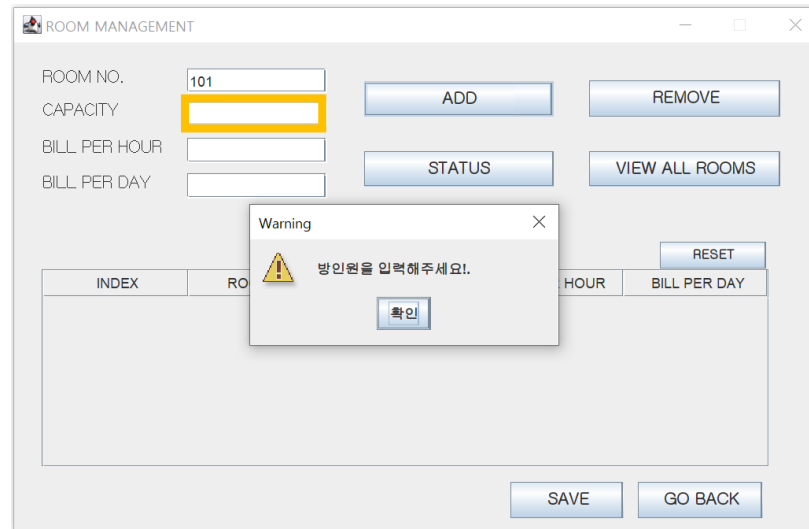 ROOM MANAGEMENT
ROOM NO. 101
CAPACITY
BILL PER HOUR
BILL PER DAY
ADD REMOVE
STATUS VIEW ALL ROOMS
Warning
방인원을 입력해주세요!.
확인
RESET
INDEX RO HOUR BILL PER DAY
SAVE GO BACK